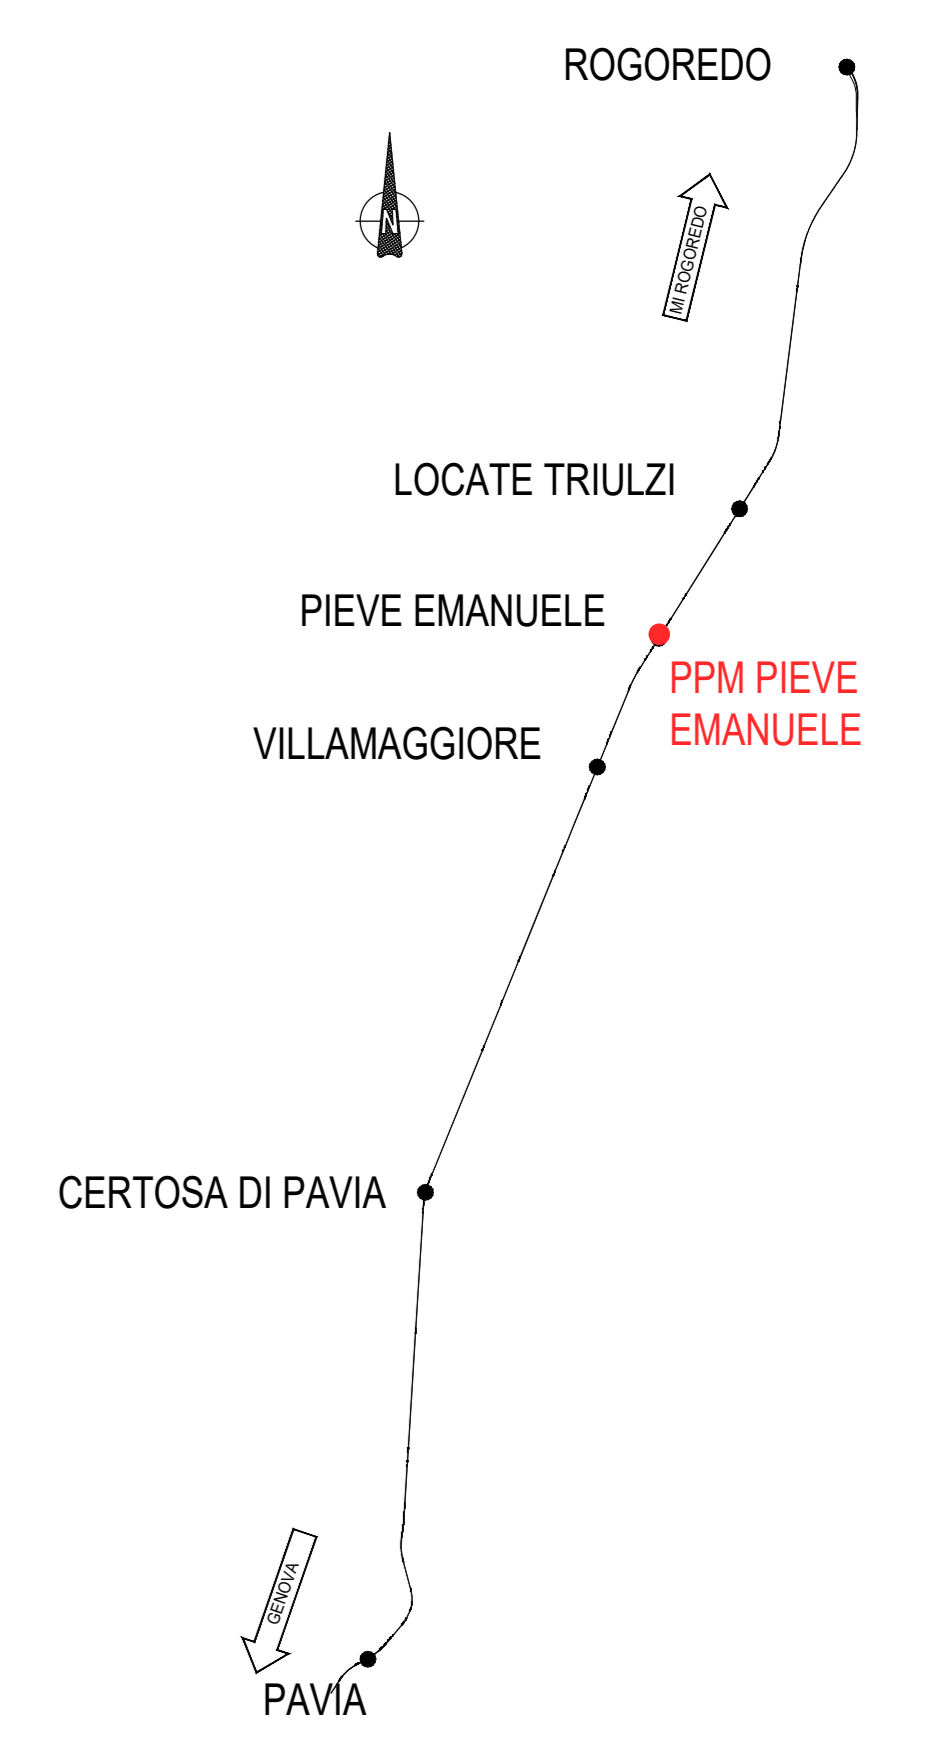 ROGOREDO
N
MI ROGOREDO
LOCATE TRIULZI
PIEVE EMANUELE
PPM PIEVE
EMANUELE
VILLAMAGGIORE
CERTOSA DI PAVIA
GENOVA
PAVIA